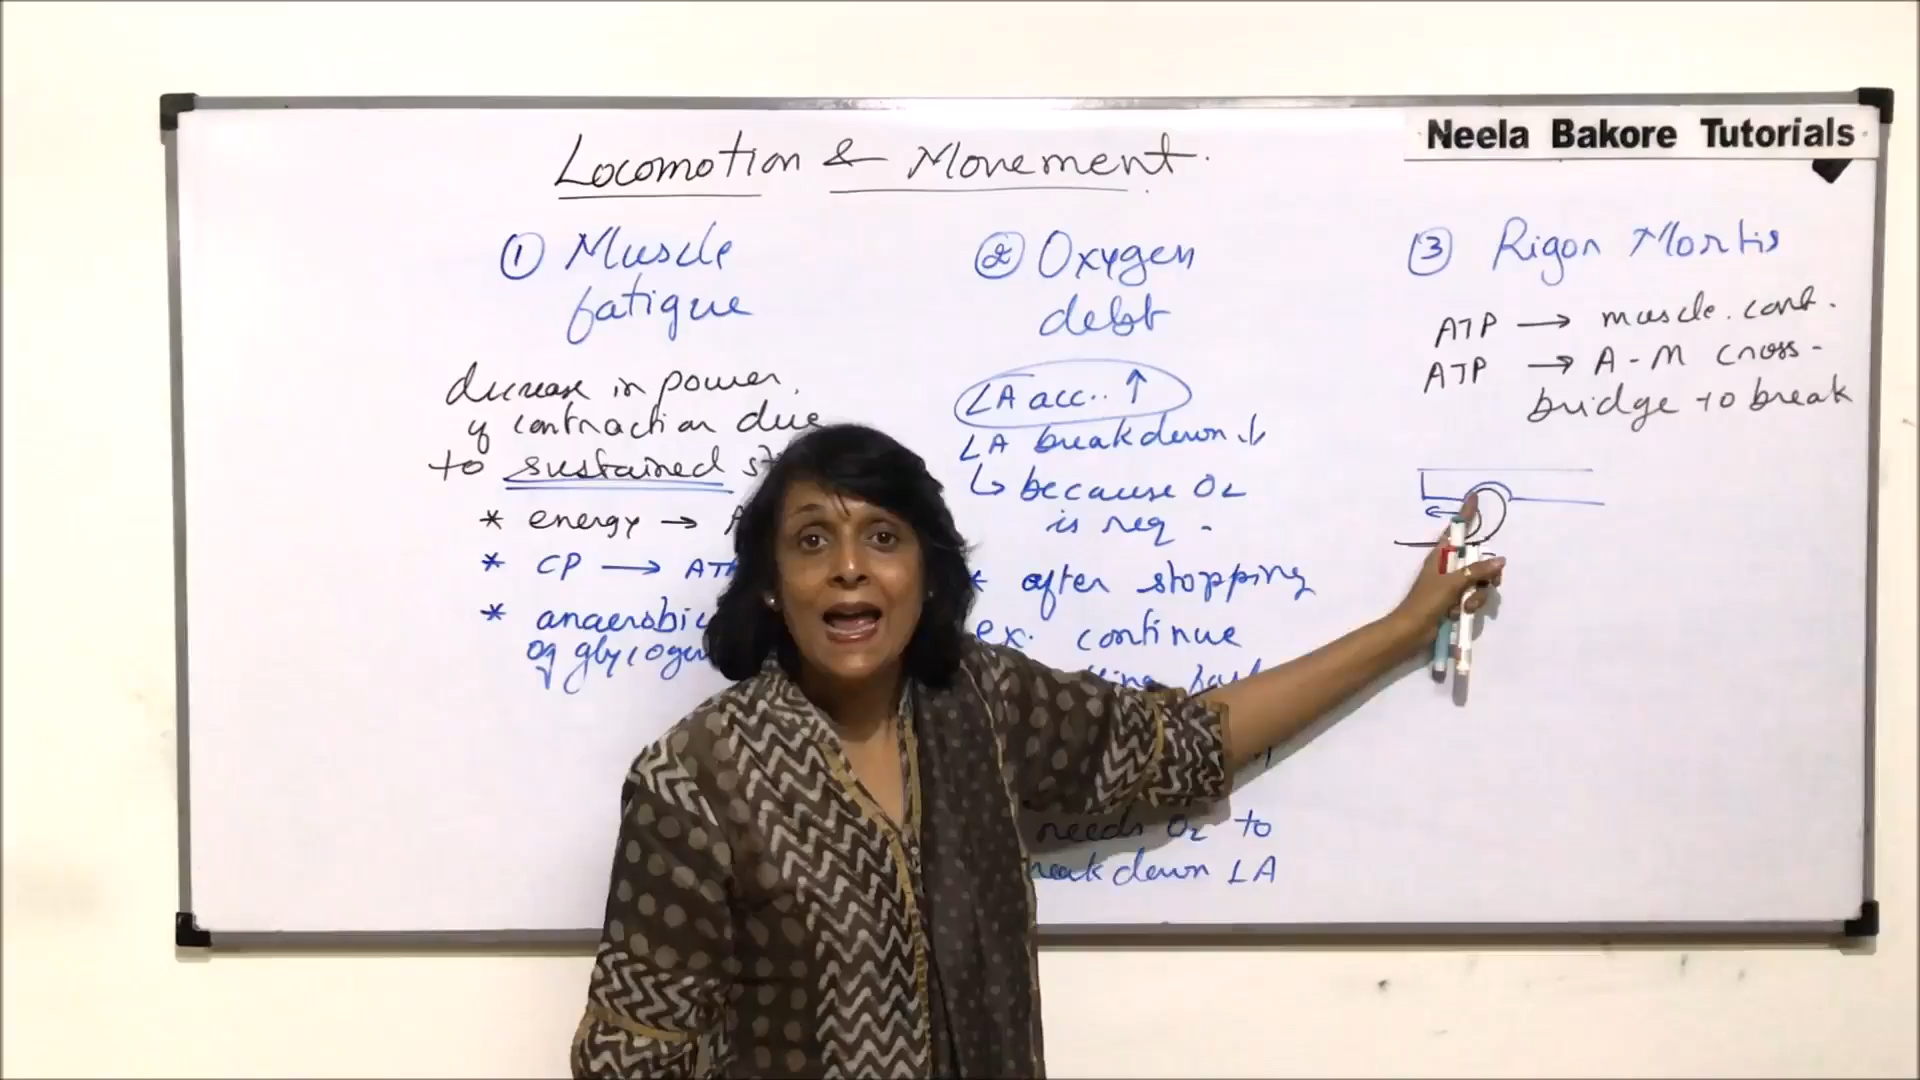 Neela Bakore Tutorials
Locomotion & Movement.
① Muscle
fatigue
decrease in power
of contraction due
to sustained
* energy →
* CP → ATP
* anaerobic
of glycogen
② Oxygen
debt
LA acc.. ↑
LA breakdown ↓
↳ because O2
is req -
* after stopping
ex. continue
needs O2 to
breakdown LA
③ Rigor Mortis
ATP → muscle. cont.
ATP → A-M cross-
bridge to break